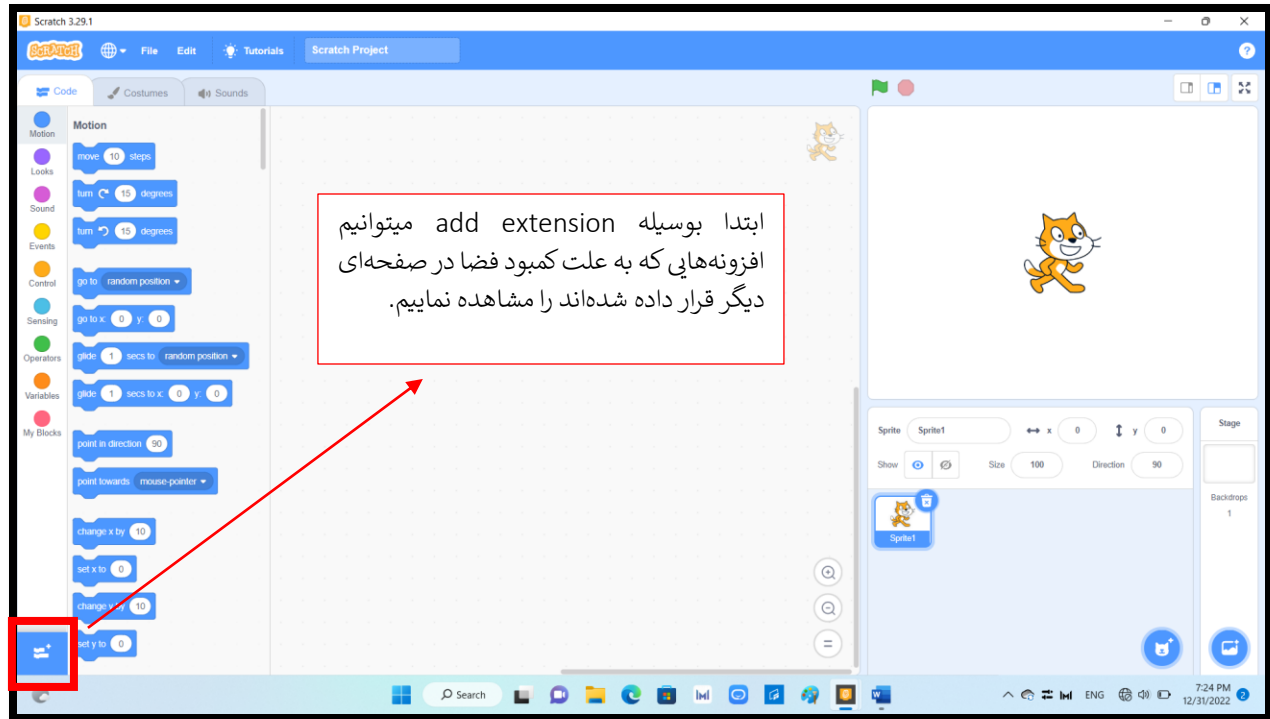 Scratch 3.29.1
SCRATCH
File Edit Tutorials Scratch Project
?
Code Costumes Sounds
Motion
Looks
Sound
Events
Control
Sensing
Operators
Variables
My Blocks
Motion
move 10 steps
turn 15 degrees
turn 15 degrees
go to random position
go to x: 0 y: 0
glide 1 secs to random position
glide 1 secs to x: 0 y: 0
point in direction 90
point towards mouse-pointer
change x by 10
set x to 0
change y by 10
set y to 0
ابتدا بوسیله add extension میتوانیم
افزونه‌هایی که به علت کمبود فضا در صفحه‌ای
دیگر قرار داده شده‌اند را مشاهده نماییم.
Sprite Sprite1 x 0 y 0
Show Size 100 Direction 90
Sprite1
Stage
Backdrops
1
Search
ENG
7:24 PM
12/31/2022
2